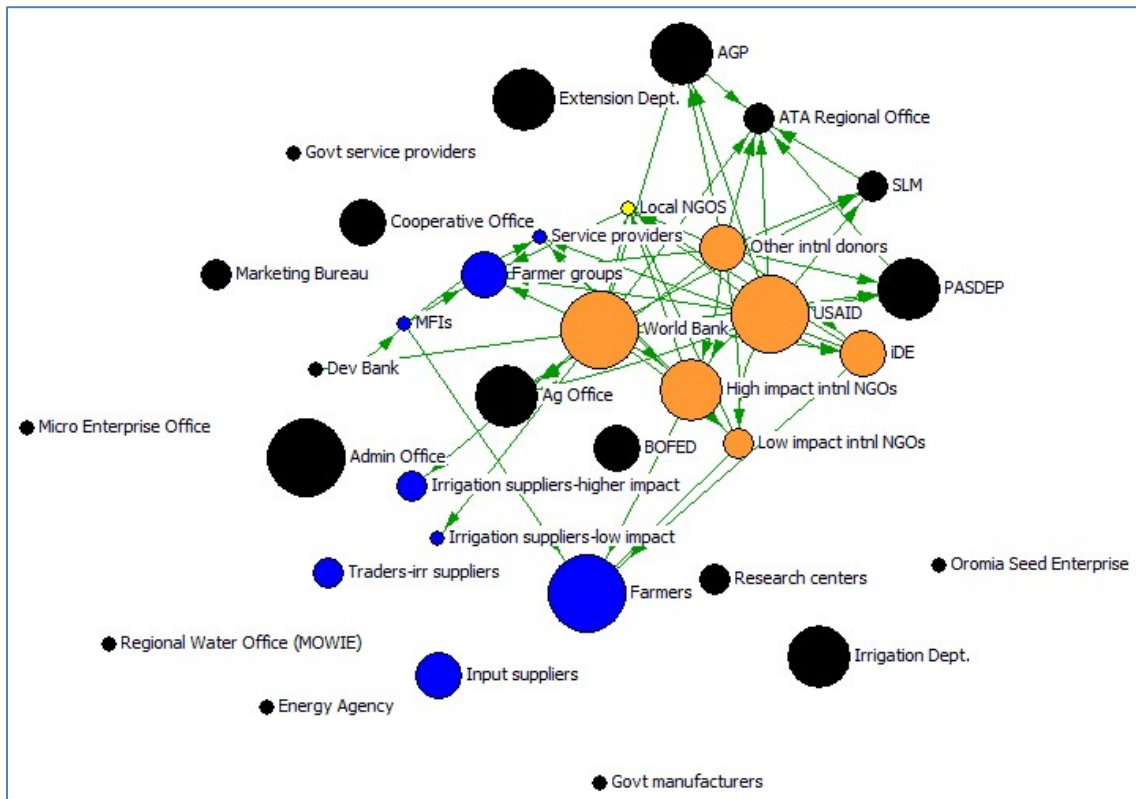 AGP
Extension Dept.
ATA Regional Office
Govt service providers
SLM
Local NGOS
Cooperative Office
Service providers
Other intnl donors
Marketing Bureau
Farmer groups
PASDEP
USAID
MFIs
World Bank
iDE
Dev Bank
High impact intnl NGOs
Ag Office
Micro Enterprise Office
Low impact intnl NGOs
BOFED
Admin Office
Irrigation suppliers-higher impact
Irrigation suppliers-low impact
Oromia Seed Enterprise
Traders-irr suppliers
Research centers
Farmers
Regional Water Office (MOWIE)
Irrigation Dept.
Input suppliers
Energy Agency
Govt manufacturers